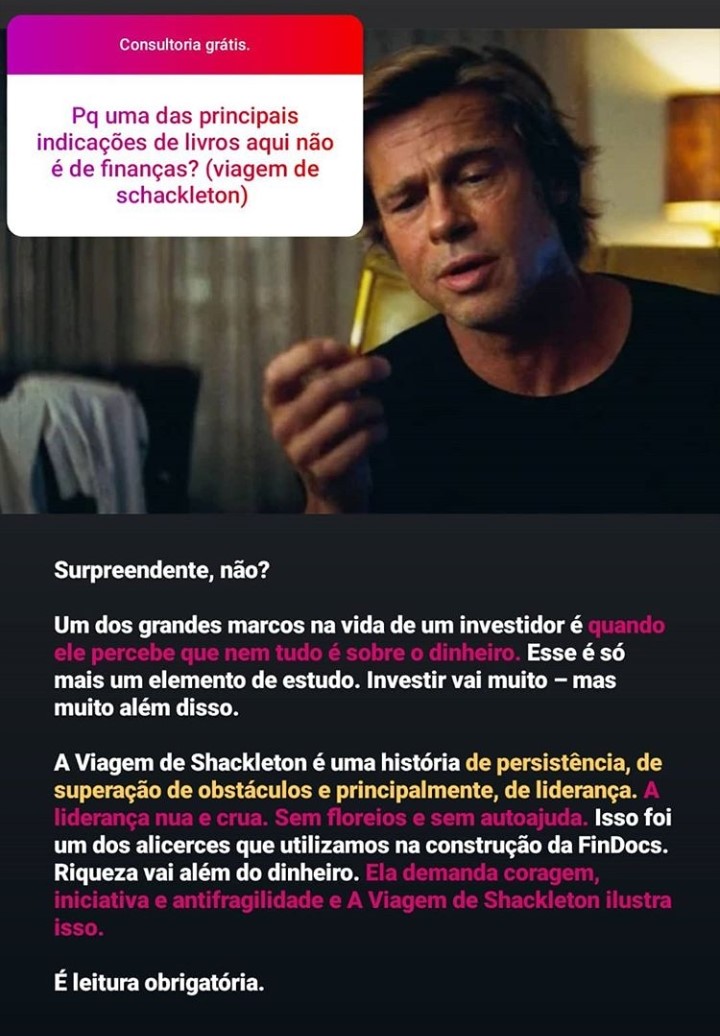 Consultoria grátis.
Pq uma das principais
indicações de livros aqui não
é de finanças? (viagem de
schackleton)
Surpreendente, não?
Um dos grandes marcos na vida de um investidor é quando
ele percebe que nem tudo é sobre o dinheiro. Esse é só
mais um elemento de estudo. Investir vai muito – mas
muito além disso.
A Viagem de Shackleton é uma história de persistência, de
superação de obstáculos e principalmente, de liderança. A
liderança nua e crua. Sem floreios e sem autoajuda. Isso foi
um dos alicerces que utilizamos na construção da FinDocs.
Riqueza vai além do dinheiro. Ela demanda coragem,
iniciativa e antifragilidade e A Viagem de Shackleton ilustra
isso.
É leitura obrigatória.